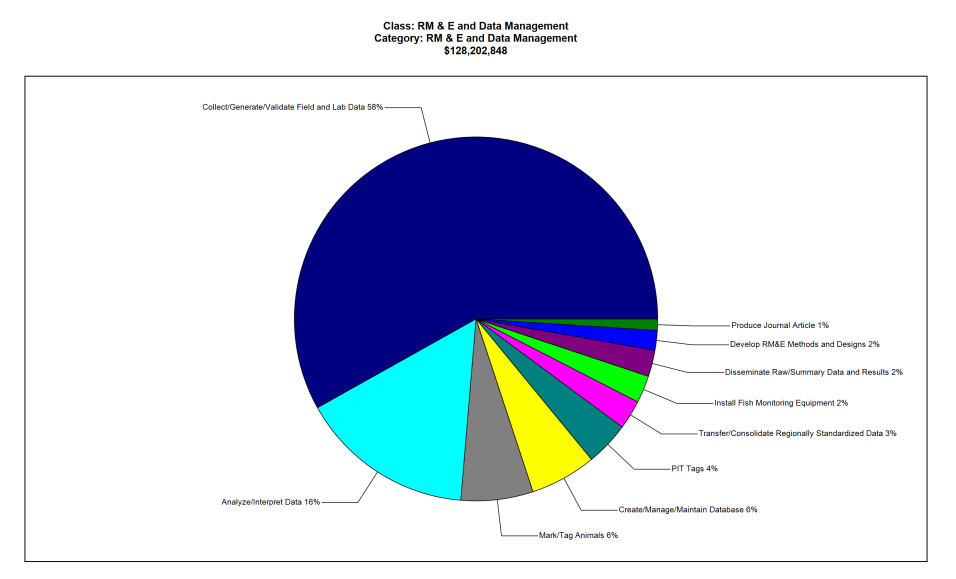 Class: RM & E and Data Management
Category: RM & E and Data Management
$128,202,848
Collect/Generate/Validate Field and Lab Data 58%
Produce Journal Article 1%
Develop RM&E Methods and Designs 2%
Disseminate Raw/Summary Data and Results 2%
Install Fish Monitoring Equipment 2%
Transfer/Consolidate Regionally Standardized Data 3%
PIT Tags 4%
Analyze/Interpret Data 16%
Create/Manage/Maintain Database 6%
Mark/Tag Animals 6%